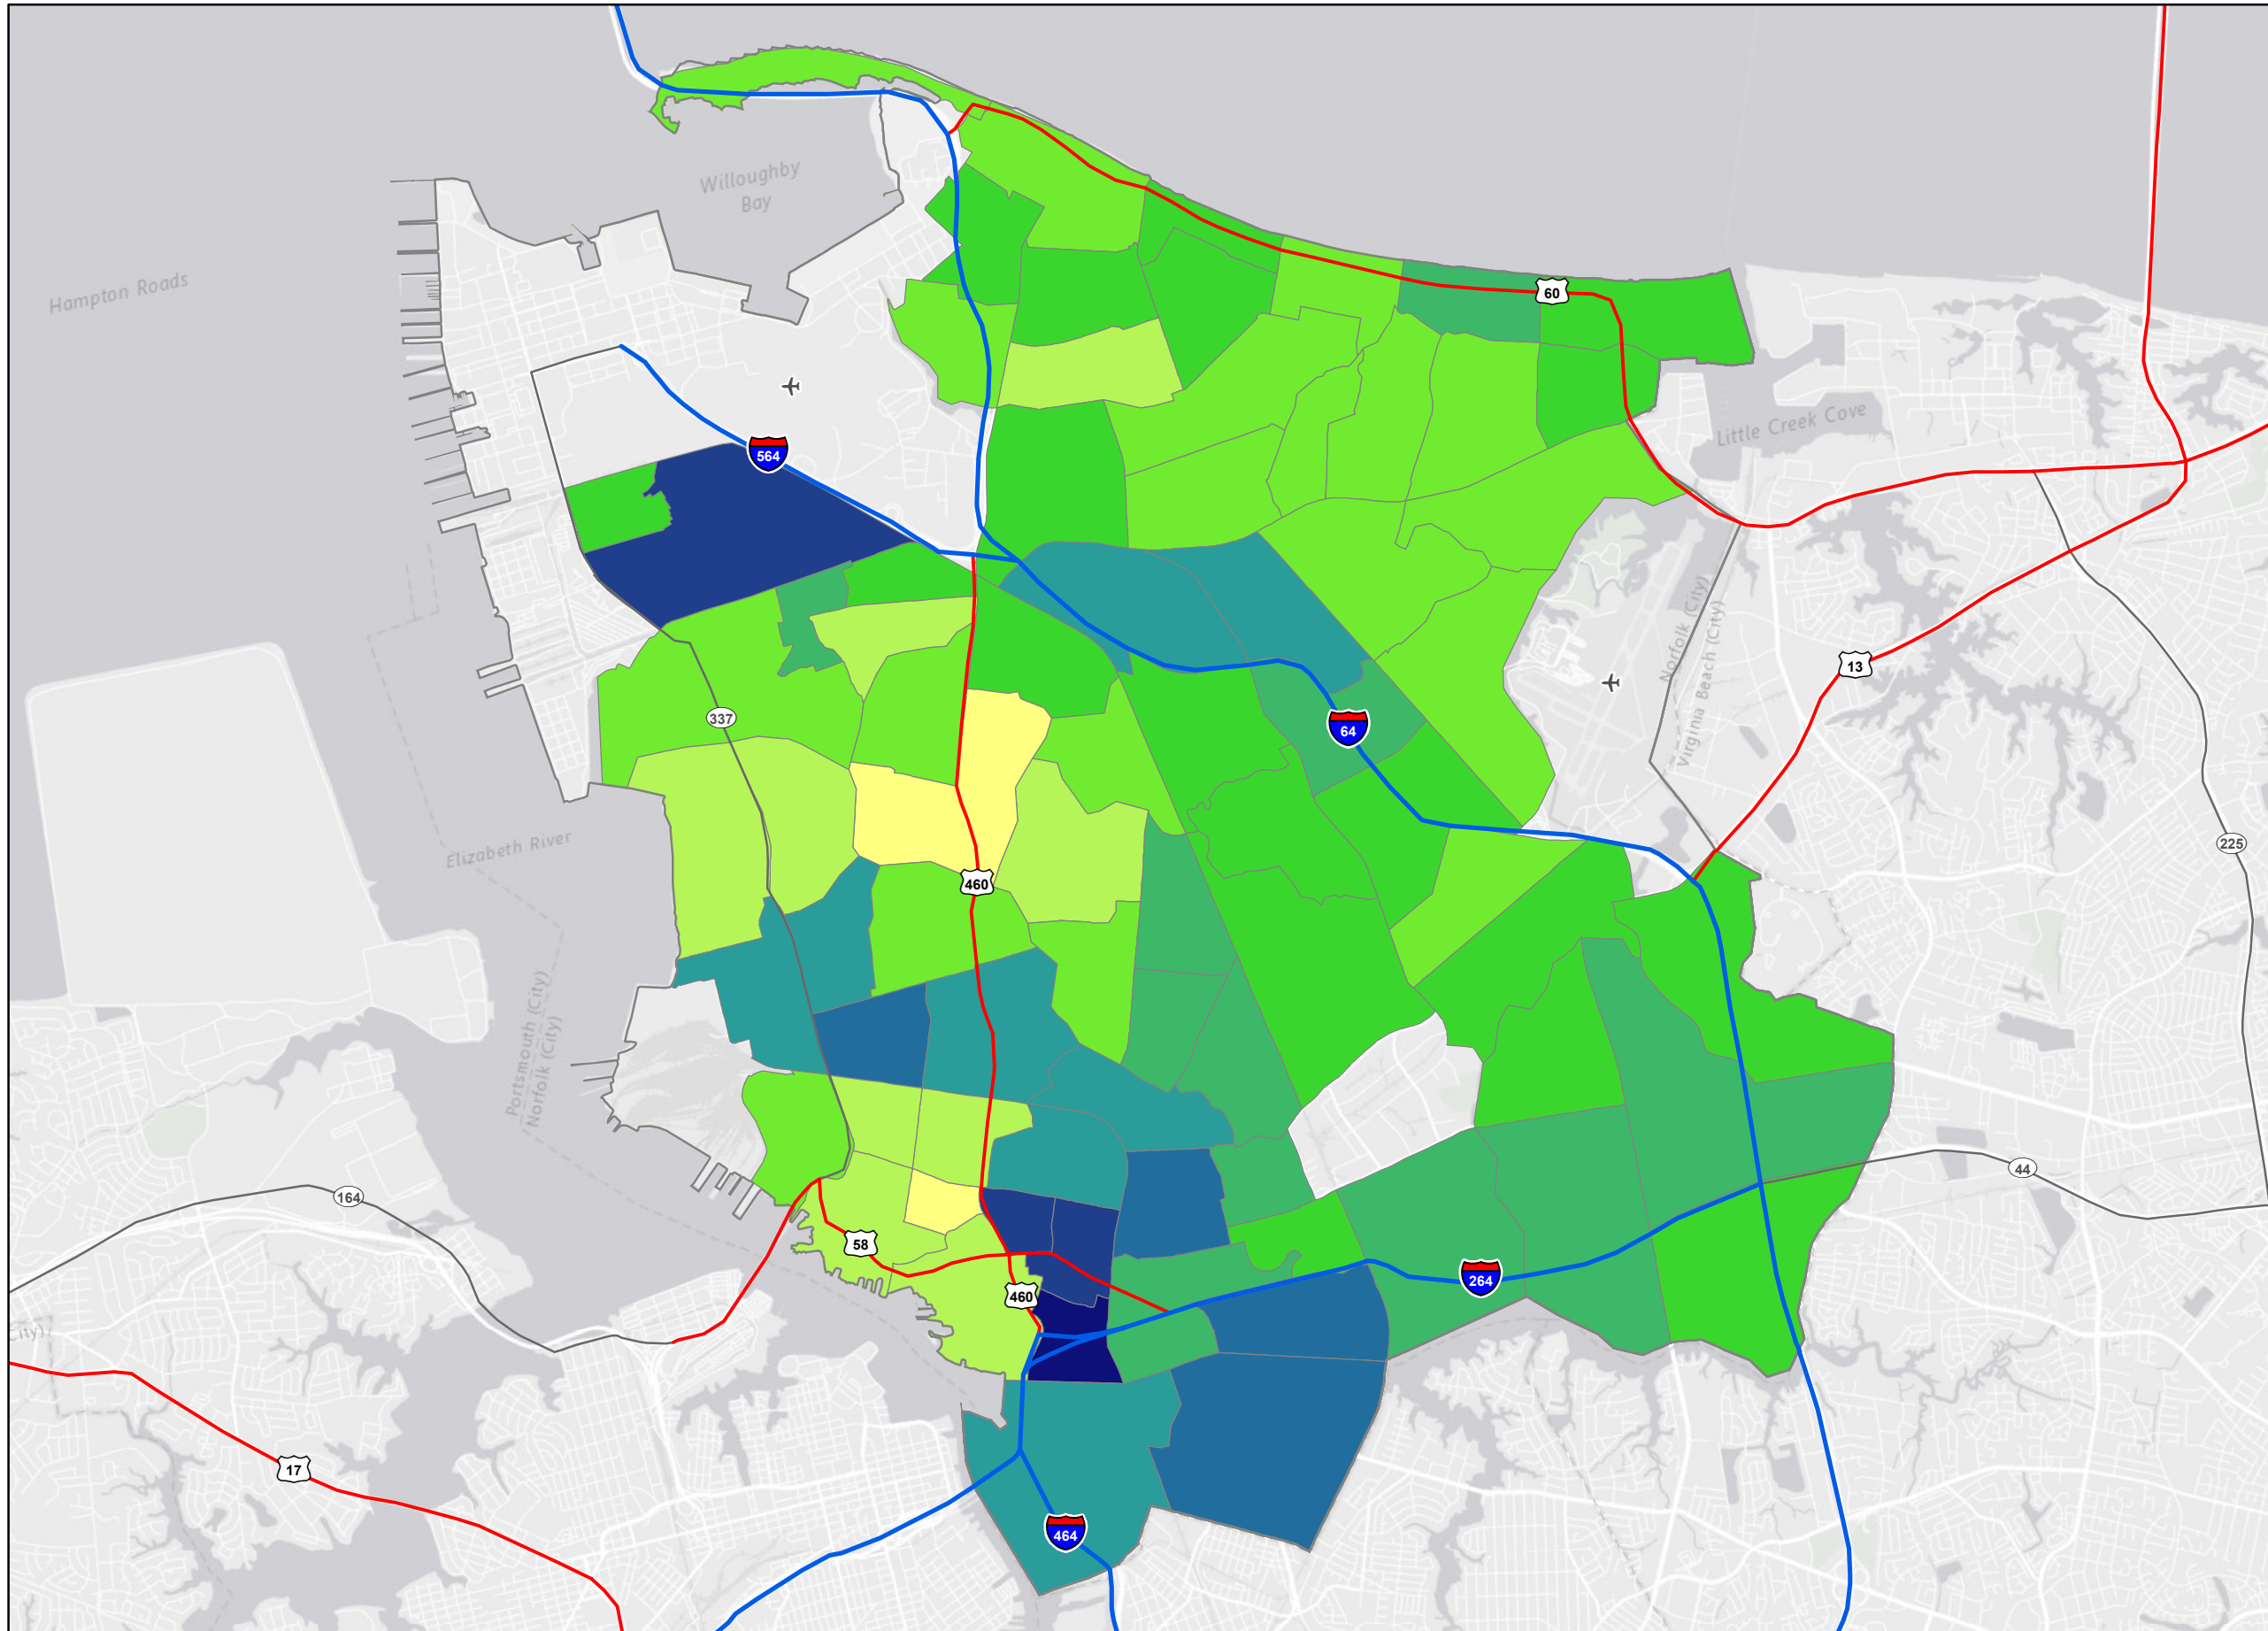 Willoughby
Bay
Hampton Roads
60
Little Creek Cove
564
Norfolk (City)
Virginia Beach (City)
13
337
64
225
Elizabeth River
460
Portsmouth (City)
Norfolk (City)
44
164
58
264
460
City)
17
464